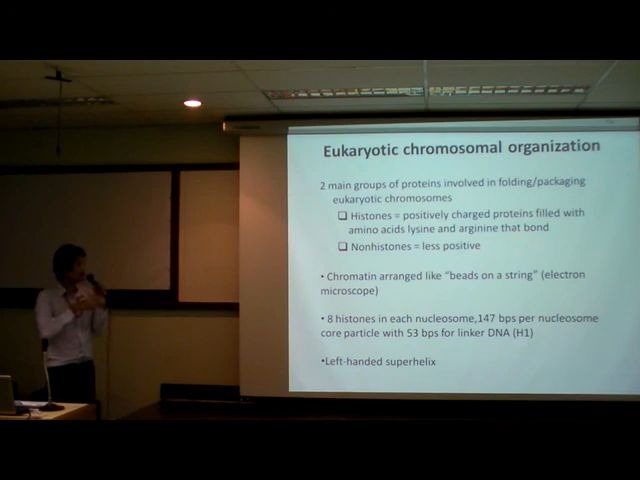 Eukaryotic chromosomal organization
2 main groups of proteins involved in folding/packaging
eukaryotic chromosomes
❑ Histones = positively charged proteins filled with
amino acids lysine and arginine that bond
❑ Nonhistones = less positive
• Chromatin arranged like "beads on a string" (electron
microscope)
• 8 histones in each nucleosome,147 bps per nucleosome
core particle with 53 bps for linker DNA (H1)
•Left-handed superhelix